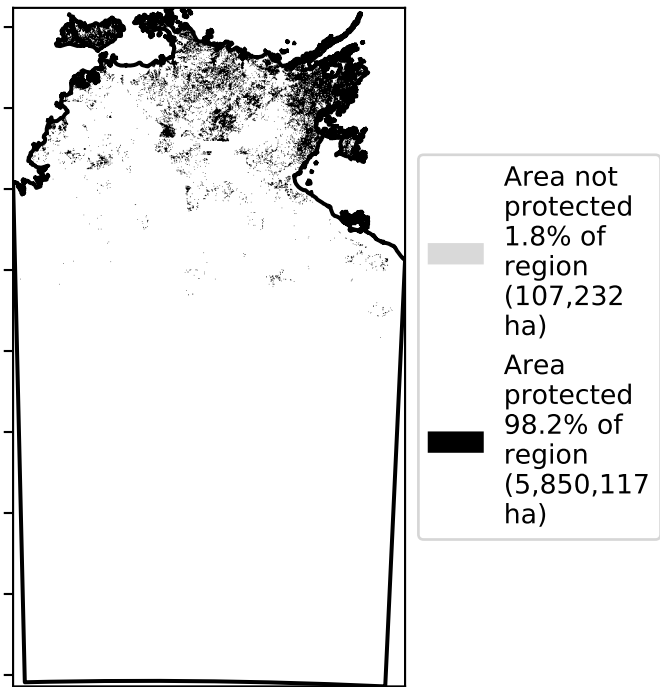 Area not
protected
1.8% of
region
(107,232
ha)
Area
protected
98.2% of
region
(5,850,117
ha)